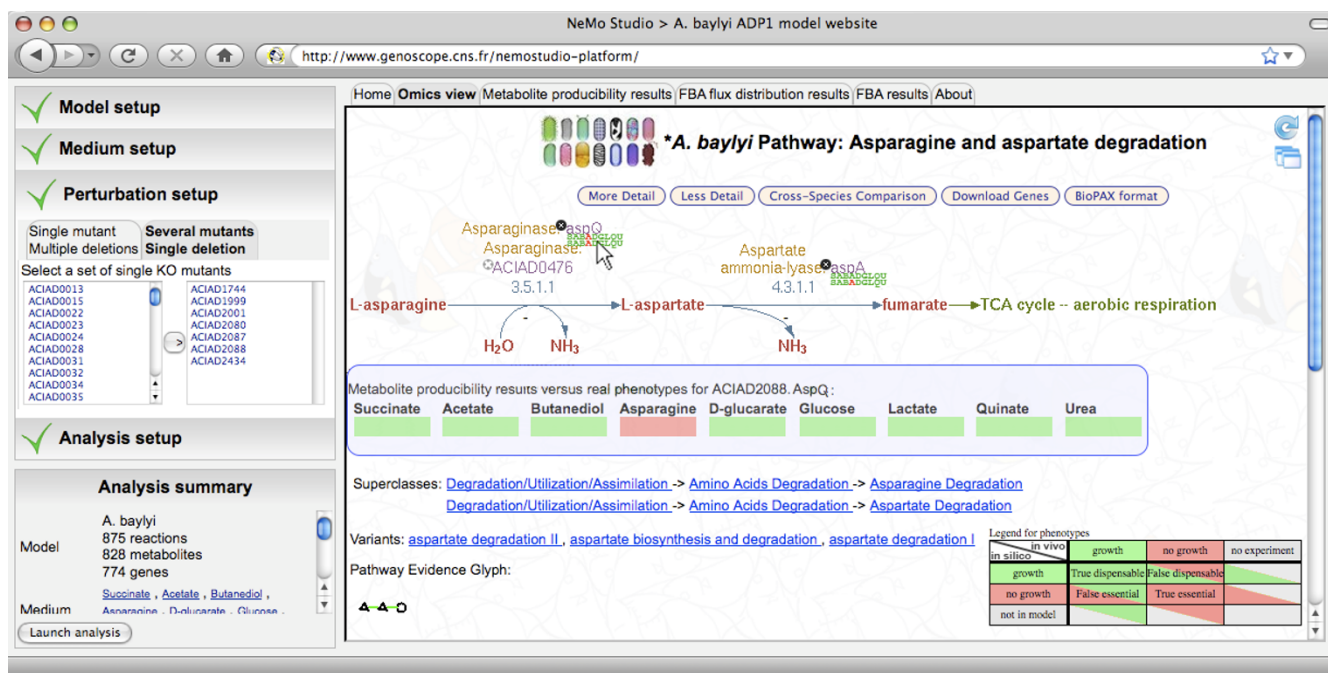 NeMo Studio > A. baylyi ADP1 model website
http://www.genoscope.cns.fr/nemostudio-platform/
Model setup
Medium setup
Perturbation setup
Single mutant
Multiple deletions
Several mutants
Single deletion
Select a set of single KO mutants
ACIAD0013
ACIAD0015
ACIAD0022
ACIAD0023
ACIAD0024
ACIAD0028
ACIAD0031
ACIAD0032
ACIAD0034
ACIAD0035
>
ACIAD1744
ACIAD1999
ACIAD2001
ACIAD2080
ACIAD2087
ACIAD2088
ACIAD2434
Analysis setup
Analysis summary
Model
A. baylyi
875 reactions
828 metabolites
774 genes
Medium
Succinate , Acetate , Butanediol ,
Asparagine , D-glucarate , Glucose ,
Launch analysis
Home Omics view Metabolite producibility results FBA flux distribution results FBA results About
*A. baylyi Pathway: Asparagine and aspartate degradation
More Detail Less Detail Cross-Species Comparison Download Genes BioPAX format
Asparaginase: aspQ
SABADGLQU
SABADGLQU
Asparaginase:
ACIAD0476
3.5.1.1
Aspartate
ammonia-lyase: aspA
SABADGLQU
SABADGLQU
4.3.1.1
L-asparagine L-aspartate fumarate TCA cycle -- aerobic respiration
- -
H2O NH3 NH3
Metabolite producibility results versus real phenotypes for ACIAD2088. AspQ :
Succinate Acetate Butanediol Asparagine D-glucarate Glucose Lactate Quinate Urea
Superclasses: Degradation/Utilization/Assimilation -> Amino Acids Degradation -> Asparagine Degradation
Degradation/Utilization/Assimilation -> Amino Acids Degradation -> Aspartate Degradation
Variants: aspartate degradation II , aspartate biosynthesis and degradation , aspartate degradation I
Pathway Evidence Glyph:
Legend for phenotypes
in vivo
in silico
growth no growth no experiment
growth True dispensable False dispensable
no growth False essential True essential
not in model